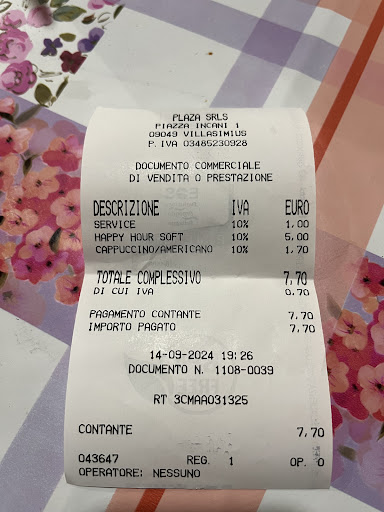 PLAZA SRLS
PIAZZA INCANI 1
09049 VILLASIMIUS
P. IVA 03485230928
DOCUMENTO COMMERCIALE
DI VENDITA O PRESTAZIONE
DESCRIZIONE IVA EURO
SERVICE 10% 1,00
HAPPY HOUR SOFT 10% 5,00
CAPPUCCINO/AMERICANO 10% 1,70
TOTALE COMPLESSIVO 7,70
DI CUI IVA 0,70
PAGAMENTO CONTANTE 7,70
IMPORTO PAGATO 7,70
14-09-2024 19:26
DOCUMENTO N. 1108-0039
RT 3CMAA031325
CONTANTE 7,70
043647 REG. 1 OP. 0
OPERATORE: NESSUNO